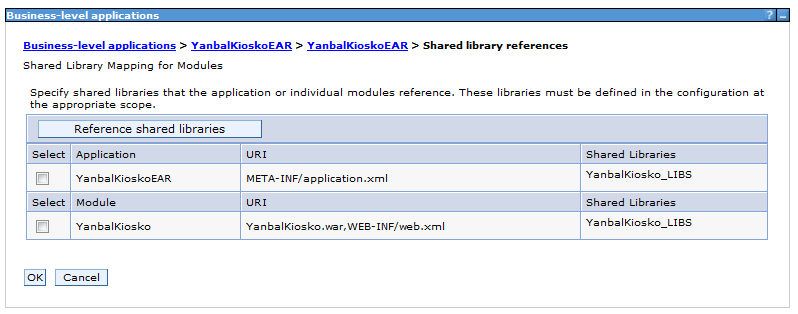 Business-level applications ? _
Business-level applications > YanbalKioskoEAR > YanbalKioskoEAR > Shared library references
Shared Library Mapping for Modules
Specify shared libraries that the application or individual modules reference. These libraries must be defined in the configuration at
the appropriate scope.
Reference shared libraries
Select Application URI Shared Libraries
YanbalKioskoEAR META-INF/application.xml YanbalKiosko_LIBS
Select Module URI Shared Libraries
YanbalKiosko YanbalKiosko.war,WEB-INF/web.xml YanbalKiosko_LIBS
OK Cancel